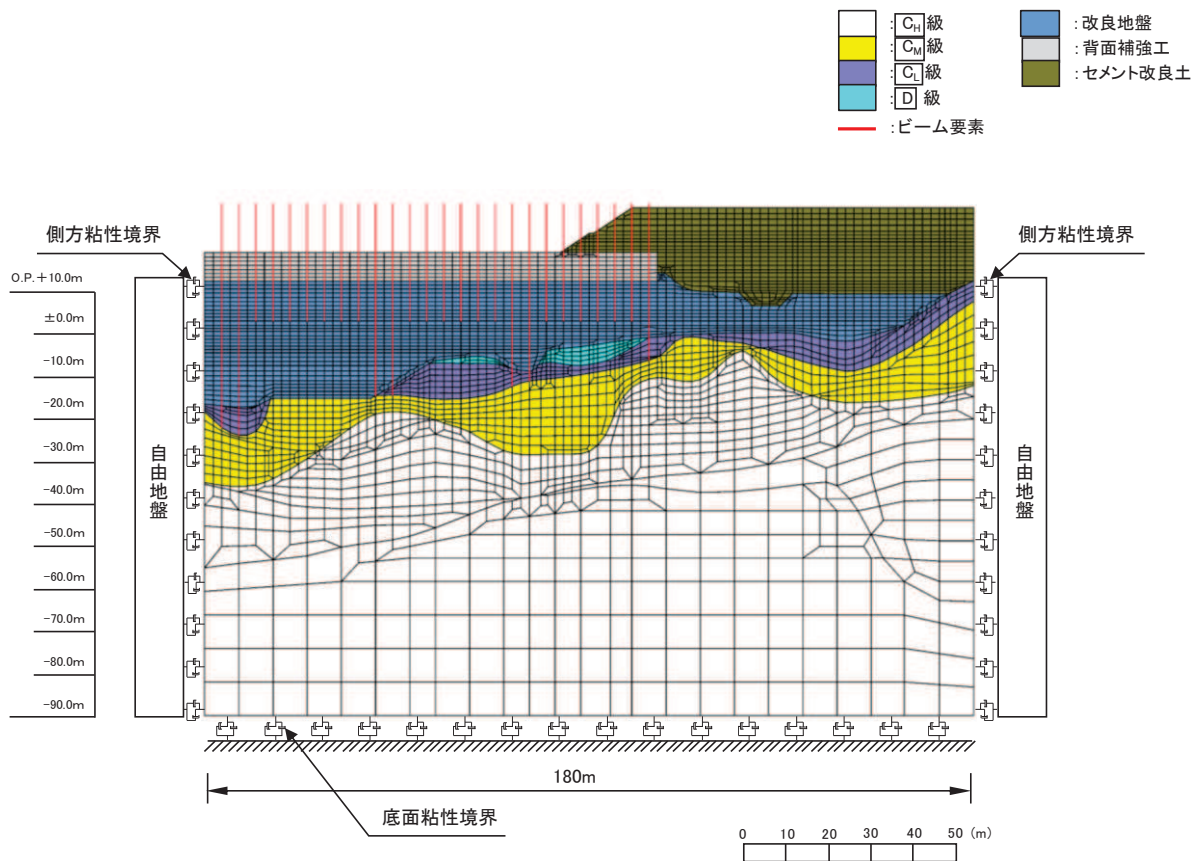 :CH級
:CM級
:CL級
:D 級
:ビーム要素
:改良地盤
:背面補強工
:セメント改良土
側方粘性境界
側方粘性境界
O.P.+10.0m
±0.0m
-10.0m
-20.0m
-30.0m
-40.0m
-50.0m
-60.0m
-70.0m
-80.0m
-90.0m
自由地盤
自由地盤
180m
底面粘性境界
0 10 20 30 40 50 (m)